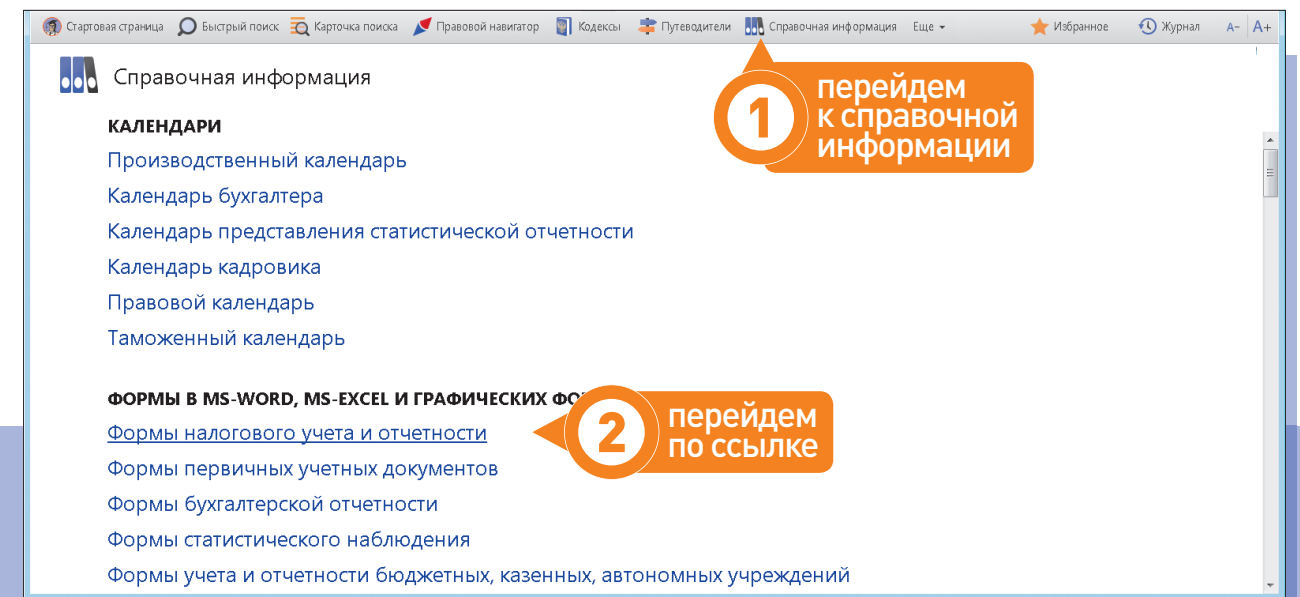 Стартовая страница Быстрый поиск Карточка поиска Правовой навигатор Кодексы Путеводители Справочная информация Еще Избранное Журнал A- A+
Справочная информация
1 перейдем
к справочной
информации
КАЛЕНДАРИ
Производственный календарь
Календарь бухгалтера
Календарь представления статистической отчетности
Календарь кадровика
Правовой календарь
Таможенный календарь
ФОРМЫ В MS-WORD, MS-EXCEL И ГРАФИЧЕСКИХ
Формы налогового учета и отчетности
2 перейдем
по ссылке
Формы первичных учетных документов
Формы бухгалтерской отчетности
Формы статистического наблюдения
Формы учета и отчетности бюджетных, казенных, автономных учреждений